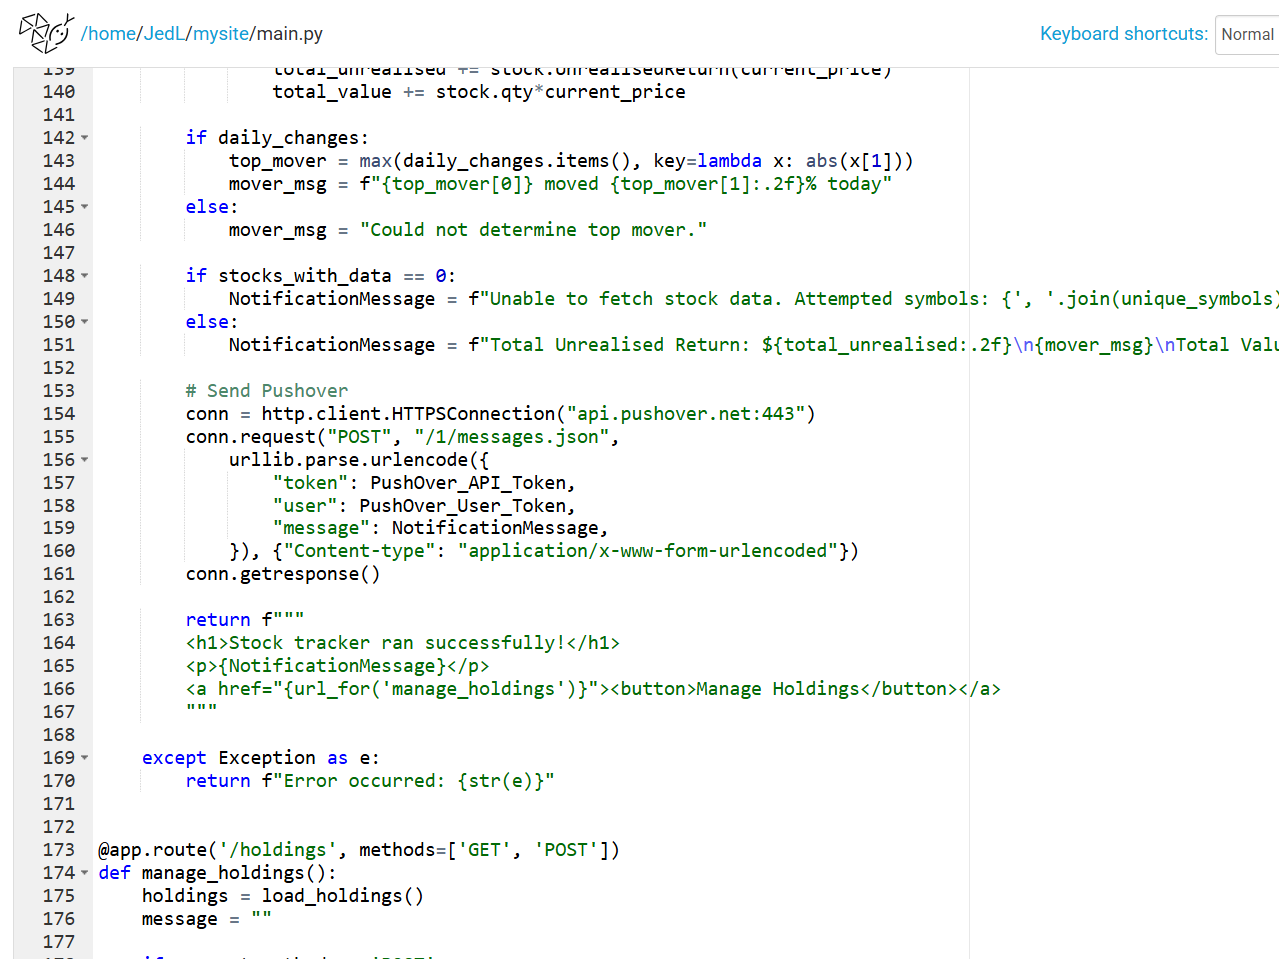 /home/JedL/mysite/main.py
Keyboard shortcuts: Normal
139 total_unrealised += stock.UnrealisedReturn(current_price)
140 total_value += stock.qty*current_price
141
142 if daily_changes:
143 top_mover = max(daily_changes.items(), key=lambda x: abs(x[1]))
144 mover_msg = f"{top_mover[0]} moved {top_mover[1]:.2f}% today"
145 else:
146 mover_msg = "Could not determine top mover."
147
148 if stocks_with_data == 0:
149 NotificationMessage = f"Unable to fetch stock data. Attempted symbols: {', '.join(unique_symbols)
150 else:
151 NotificationMessage = f"Total Unrealised Return: ${total_unrealised:.2f}\n{mover_msg}\nTotal Valu
152
153 # Send Pushover
154 conn = http.client.HTTPSConnection("api.pushover.net:443")
155 conn.request("POST", "/1/messages.json",
156 urllib.parse.urlencode({
157 "token": PushOver_API_Token,
158 "user": PushOver_User_Token,
159 "message": NotificationMessage,
160 }), {"Content-type": "application/x-www-form-urlencoded"})
161 conn.getresponse()
162
163 return f"""
164 <h1>Stock tracker ran successfully!</h1>
165 <p>{NotificationMessage}</p>
166 <a href="{url_for('manage_holdings')}"><button>Manage Holdings</button></a>
167 """
168
169 except Exception as e:
170 return f"Error occurred: {str(e)}"
171
172
173 @app.route('/holdings', methods=['GET', 'POST'])
174 def manage_holdings():
175 holdings = load_holdings()
176 message = ""
177